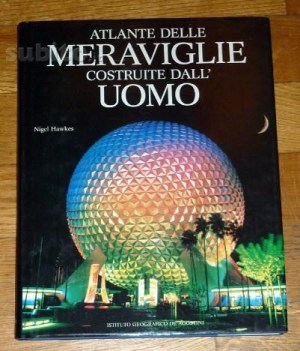 ATLANTE DELLE
MERAVIGLIE
COSTRUITE DALL'
UOMO
Nigel Hawkes
ISTITUTO GEOGRAFICO DE AGOSTINI